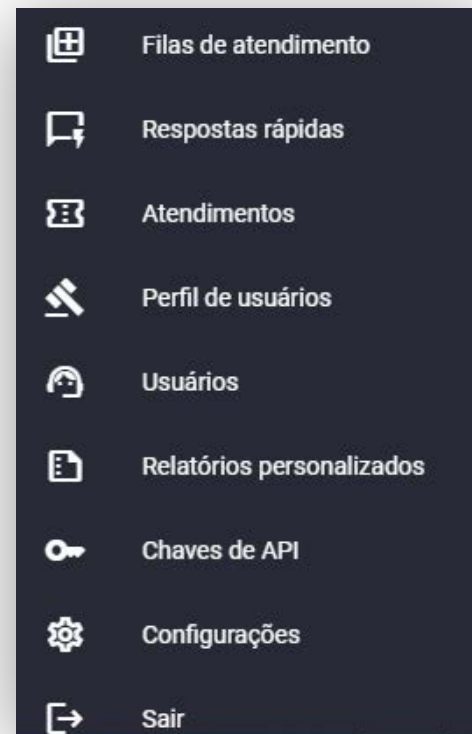 Filas de atendimento
Respostas rápidas
Atendimentos
Perfil de usuários
Usuários
Relatórios personalizados
Chaves de API
Configurações
Sair